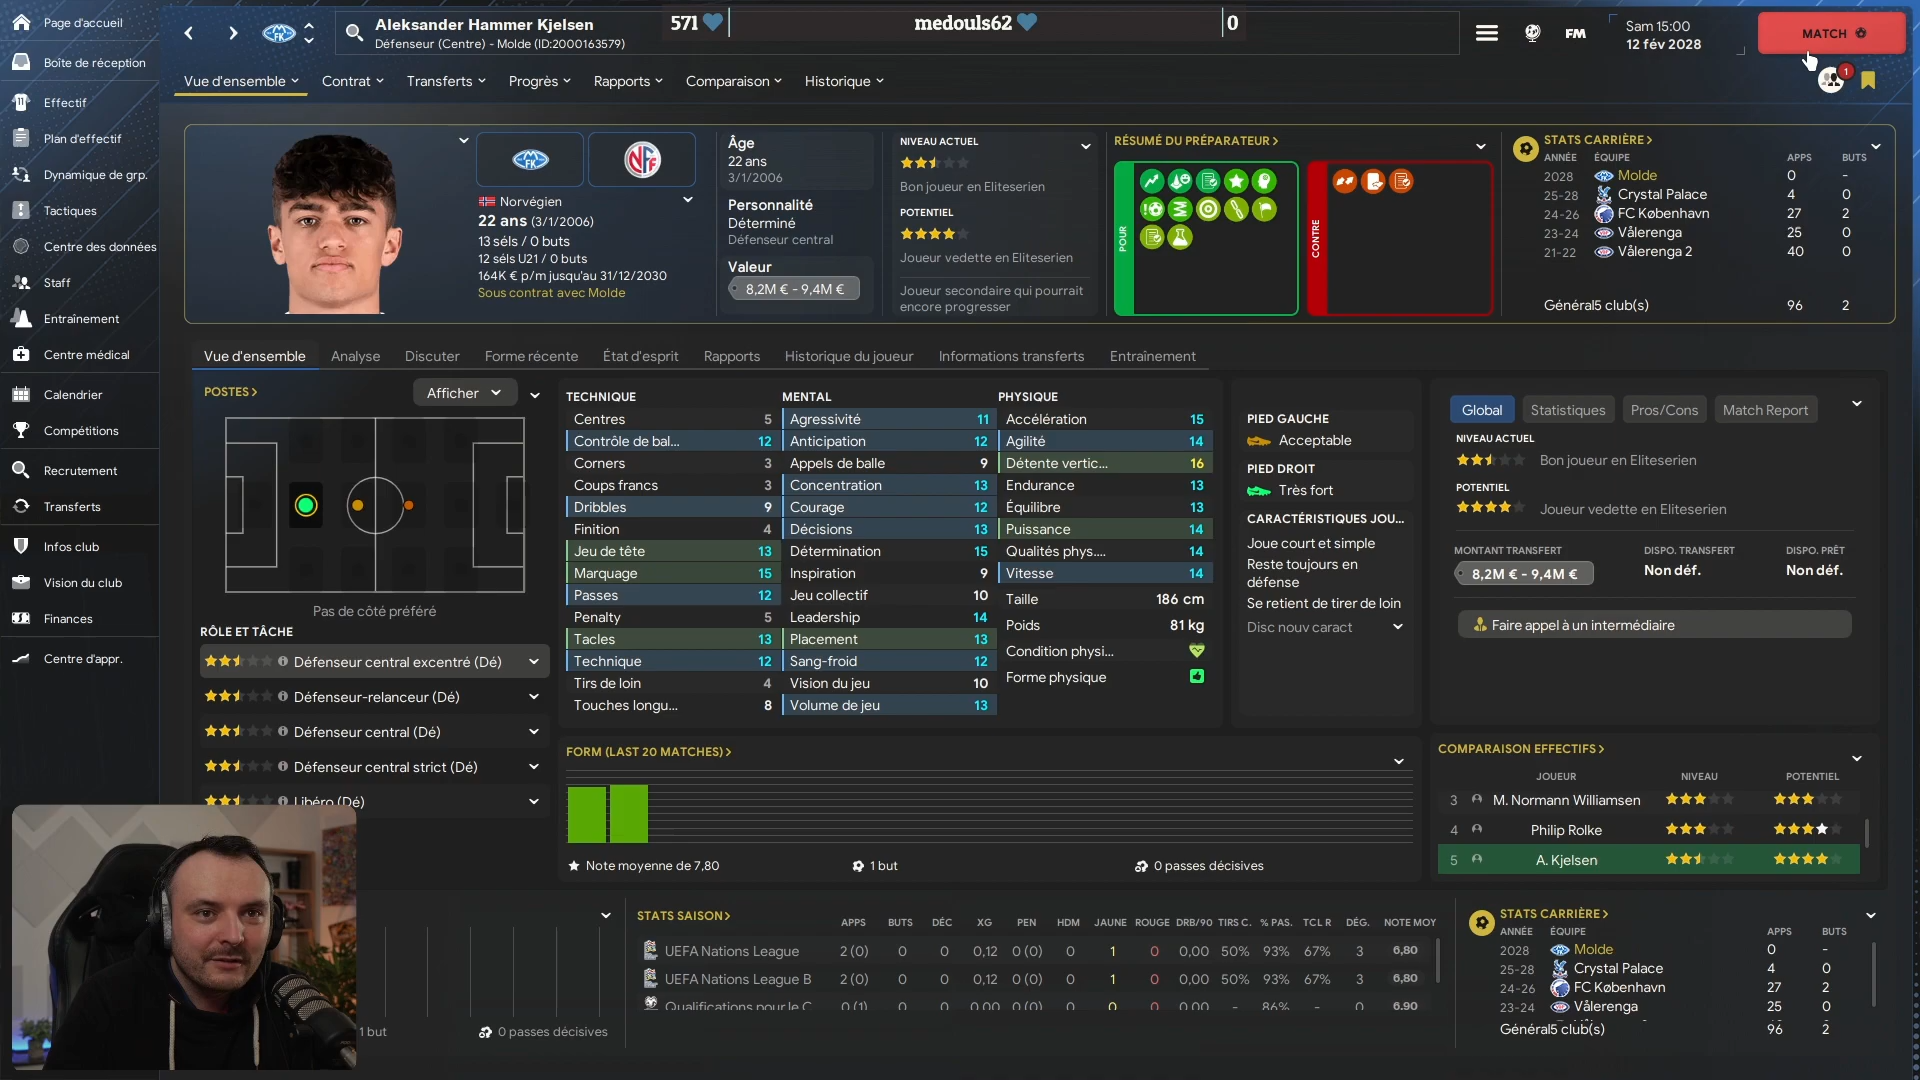 Page d'accueil
Boîte de réception
Effectif
Plan d'effectif
Dynamique de grp.
Tactiques
Centre des données
Staff
Entraînement
Centre médical
Calendrier
Compétitions
Recrutement
Transferts
Infos club
Vision du club
Finances
Centre d'appr.
Aleksander Hammer Kjelsen
Défenseur (Centre) - Molde (ID:2000163579)
571 medouls62 0
FM
Sam 15:00
12 fév 2028
MATCH
1
Vue d'ensemble Contrat Transferts Progrès Rapports Comparaison Historique
Norvégien
22 ans (3/1/2006)
13 séls / 0 buts
12 séls U21 / 0 buts
164K € p/m jusqu'au 31/12/2030
Sous contrat avec Molde
Âge
22 ans
3/1/2006
Personnalité
Déterminé
Défenseur central
Valeur
8,2M € - 9,4M €
NIVEAU ACTUEL
Bon joueur en Eliteserien
POTENTIEL
Joueur vedette en Eliteserien
Joueur secondaire qui pourrait
encore progresser
RÉSUMÉ DU PRÉPARATEUR >
POUR
CONTRE
STATS CARRIÈRE >
ANNÉE ÉQUIPE APPS BUTS
2028 Molde 0 -
25-28 Crystal Palace 4 0
24-26 FC København 27 2
23-24 Vålerenga 25 0
21-22 Vålerenga 2 40 0
Général5 club(s) 96 2
Vue d'ensemble Analyse Discuter Forme récente État d'esprit Rapports Historique du joueur Informations transferts Entraînement
POSTES >
Afficher
Pas de côté préféré
RÔLE ET TÂCHE
Défenseur central excentré (Dé)
Défenseur-relanceur (Dé)
Défenseur central (Dé)
Défenseur central strict (Dé)
Libéro (Dé)
TECHNIQUE
Centres 5
Contrôle de bal... 12
Corners 3
Coups francs 3
Dribbles 9
Finition 4
Jeu de tête 13
Marquage 15
Passes 12
Penalty 5
Tacles 13
Technique 12
Tirs de loin 4
Touches longu... 8
MENTAL
Agressivité 11
Anticipation 12
Appels de balle 9
Concentration 13
Courage 12
Décisions 13
Détermination 15
Inspiration 9
Jeu collectif 10
Leadership 14
Placement 13
Sang-froid 12
Vision du jeu 10
Volume de jeu 13
PHYSIQUE
Accélération 15
Agilité 14
Détente vertic... 16
Endurance 13
Équilibre 13
Puissance 14
Qualités phys.... 14
Vitesse 14
Taille 186 cm
Poids 81 kg
Condition physi...
Forme physique
PIED GAUCHE
Acceptable
PIED DROIT
Très fort
CARACTÉRISTIQUES JOU...
Joue court et simple
Reste toujours en
défense
Se retient de tirer de loin
Disc nouv caract
Global Statistiques Pros/Cons Match Report
NIVEAU ACTUEL
Bon joueur en Eliteserien
POTENTIEL
Joueur vedette en Eliteserien
MONTANT TRANSFERT DISPO. TRANSFERT DISPO. PRÊT
8,2M € - 9,4M € Non déf. Non déf.
Faire appel à un intermédiaire
FORM (LAST 20 MATCHES) >
Note moyenne de 7,80 1 but 0 passes décisives
COMPARAISON EFFECTIFS >
JOUEUR NIVEAU POTENTIEL
3 M. Normann Williamsen
4 Philip Rolke
5 A. Kjelsen
1 but 0 passes décisives
STATS SAISON > APPS BUTS DÉC XG PEN HDM JAUNE ROUGE DRB/90 TIRS C. % PAS. TCL R DÉG. NOTE MOY
UEFA Nations League 2 (0) 0 0 0,12 0 (0) 0 1 0 0,00 50% 93% 67% 3 6,80
UEFA Nations League B 2 (0) 0 0 0,12 0 (0) 0 1 0 0,00 50% 93% 67% 3 6,80
Qualifications pour le C 0 (1) 0 0 0,00 0 (0) 0 0 0 0,00 - 86% - 0 6,90
STATS CARRIÈRE >
ANNÉE ÉQUIPE APPS BUTS
2028 Molde 0 -
25-28 Crystal Palace 4 0
24-26 FC København 27 2
23-24 Vålerenga 25 0
Général5 club(s) 96 2